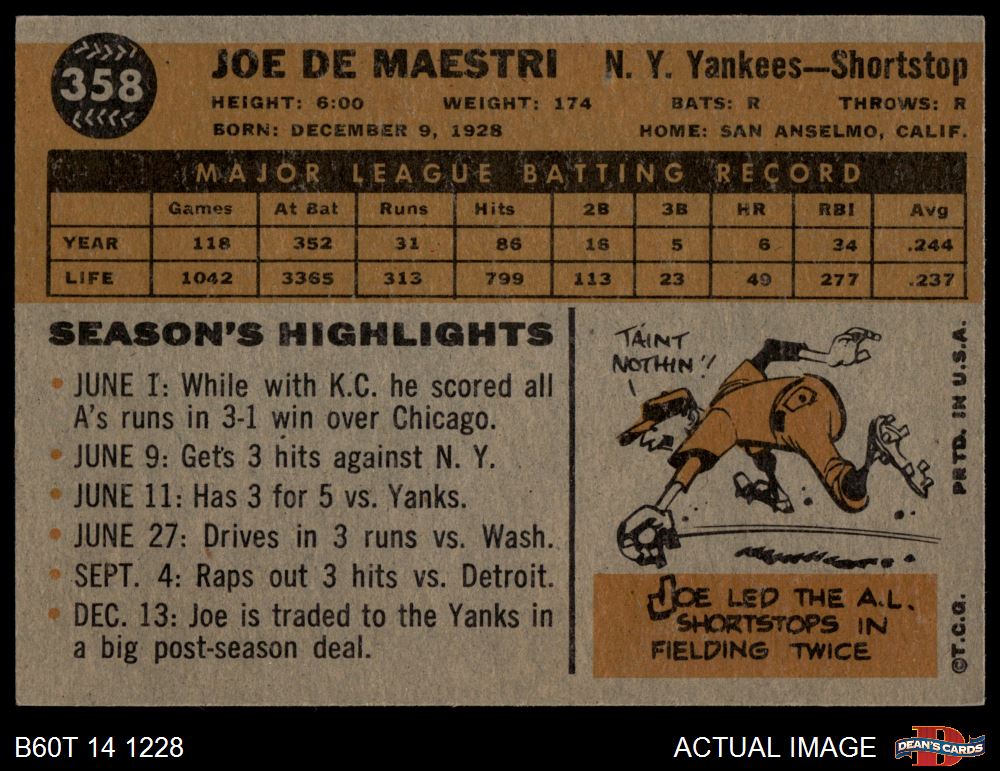 358
JOE DE MAESTRI N. Y. Yankees—Shortstop
HEIGHT: 6:00 WEIGHT: 174 BATS: R THROWS: R
BORN: DECEMBER 9, 1928 HOME: SAN ANSELMO, CALIF.
MAJOR LEAGUE BATTING RECORD
Games At Bat Runs Hits 2B 3B HR RBI Avg
YEAR 118 352 31 86 16 5 6 34 .244
LIFE 1042 3365 313 799 113 23 49 277 .237
SEASON'S HIGHLIGHTS
• JUNE 1: While with K.C. he scored all
A's runs in 3-1 win over Chicago.
• JUNE 9: Gets 3 hits against N. Y.
• JUNE 11: Has 3 for 5 vs. Yanks.
• JUNE 27: Drives in 3 runs vs. Wash.
• SEPT. 4: Raps out 3 hits vs. Detroit.
• DEC. 13: Joe is traded to the Yanks in
a big post-season deal.
TAINT
NOTHIN'!
JOE LED THE A.L.
SHORTSTOPS IN
FIELDING TWICE
©T.C.G. PRTD. IN U.S.A.
B60T 14 1228 ACTUAL IMAGE
DEAN'S CARDS